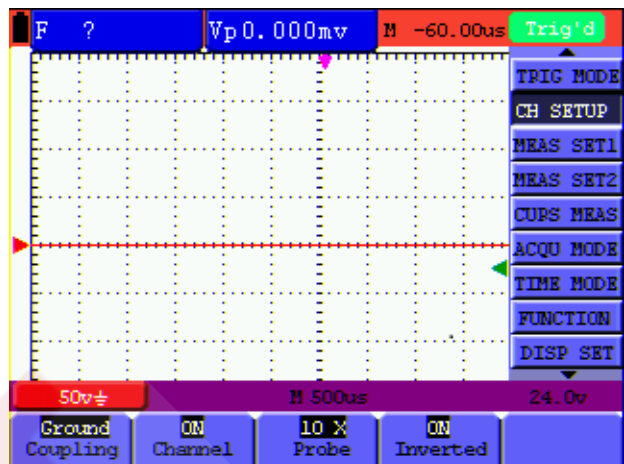 F ? Vp0.000mv M -60.00us Trig'd
TRIG MODE
CH SETUP
MEAS SET1
MEAS SET2
CURS MEAS
ACQU MODE
TIME MODE
FUNCTION
DISP SET
50v M 500us 24.0v
Ground ON 10 X ON
Coupling Channel Probe Inverted